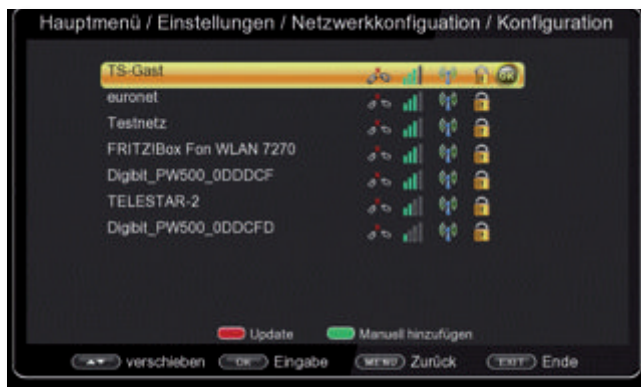 Hauptmenü / Einstellungen / Netzwerkkonfiguation / Konfiguration
TS-Gast OK
euronet
Testnetz
FRITZ!Box Fon WLAN 7270
Digibit_PW500_0DDDCF
TELESTAR-2
Digibit_PW500_0DDCFD
Update Manuell hinzufügen
verschieben OK Eingabe MENU Zurück EXIT Ende